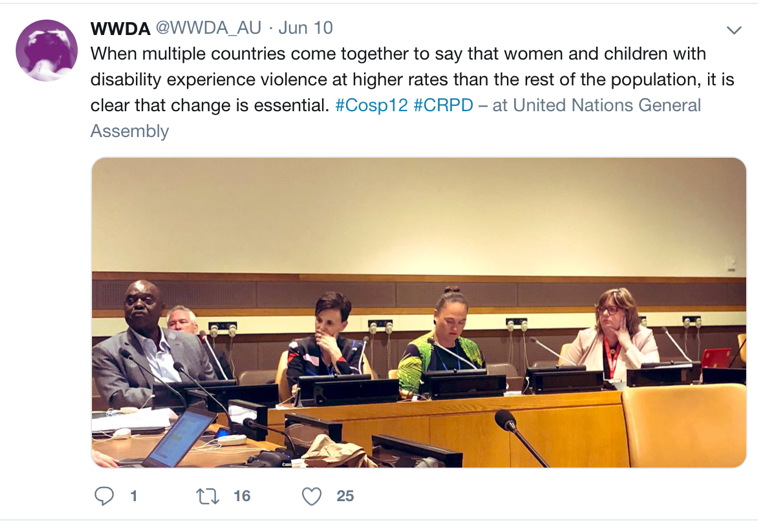 WWDA @WWDA_AU · Jun 10
When multiple countries come together to say that women and children with
disability experience violence at higher rates than the rest of the population, it is
clear that change is essential. #Cosp12 #CRPD – at United Nations General
Assembly
1 16 25